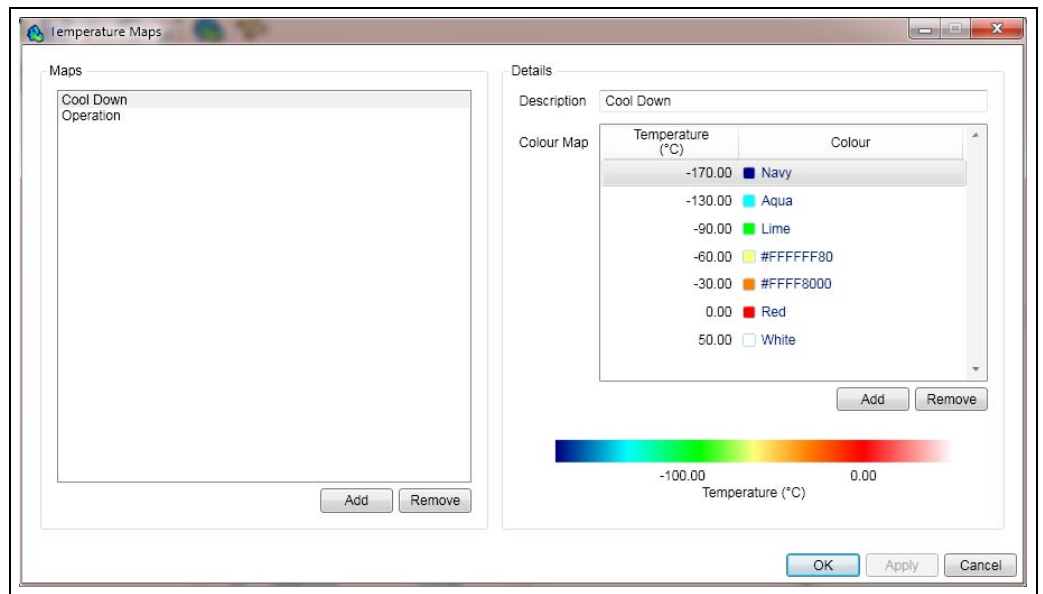 Temperature Maps
Maps
Cool Down
Operation
Add
Remove
Details
Description
Cool Down
Colour Map
Temperature
(°C)
Colour
-170.00 Navy
-130.00 Aqua
-90.00 Lime
-60.00 #FFFFFF80
-30.00 #FFFF8000
0.00 Red
50.00 White
Add
Remove
-100.00 0.00
Temperature (°C)
OK
Apply
Cancel